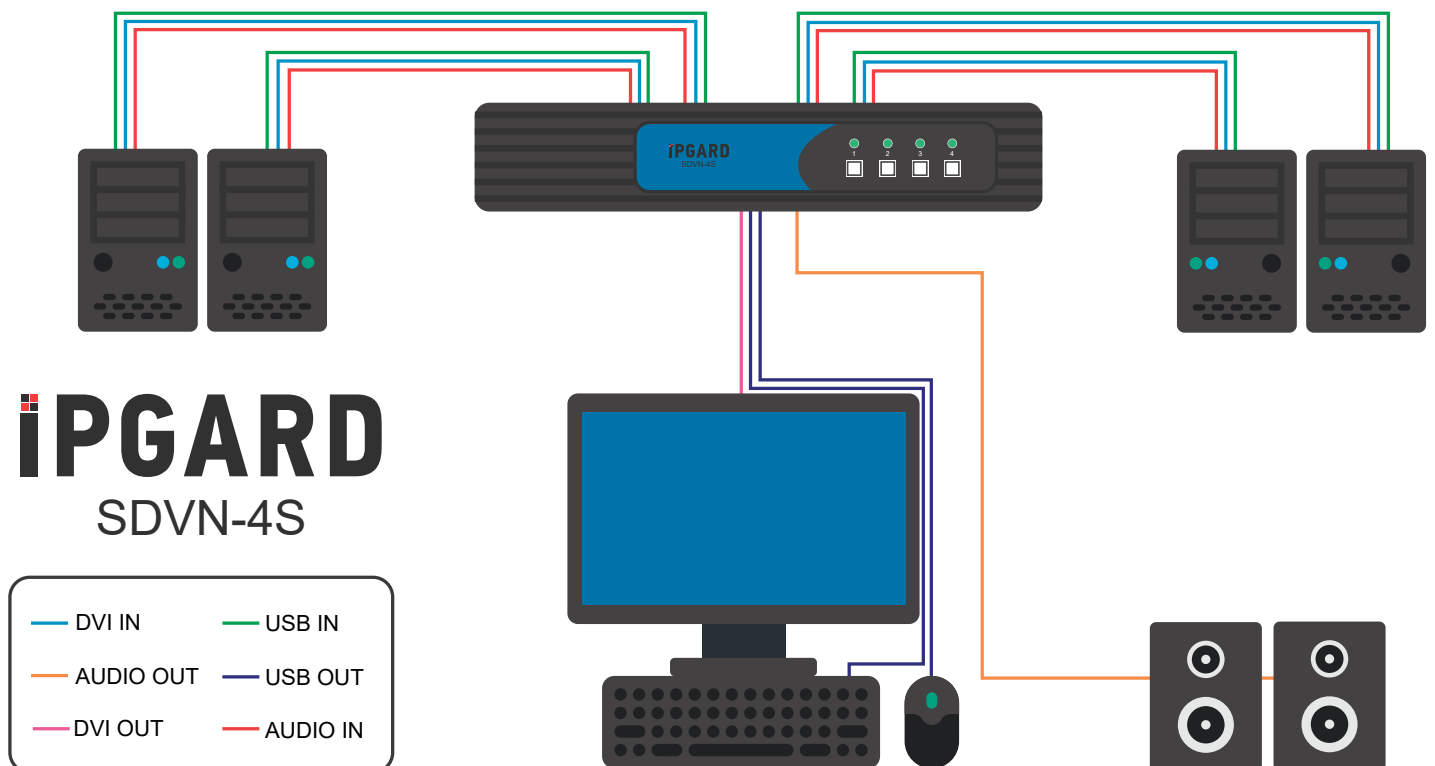 iPGARD
SDVN-4S
1 2 3 4
iPGARD
SDVN-4S
DVI IN
USB IN
AUDIO OUT
USB OUT
DVI OUT
AUDIO IN